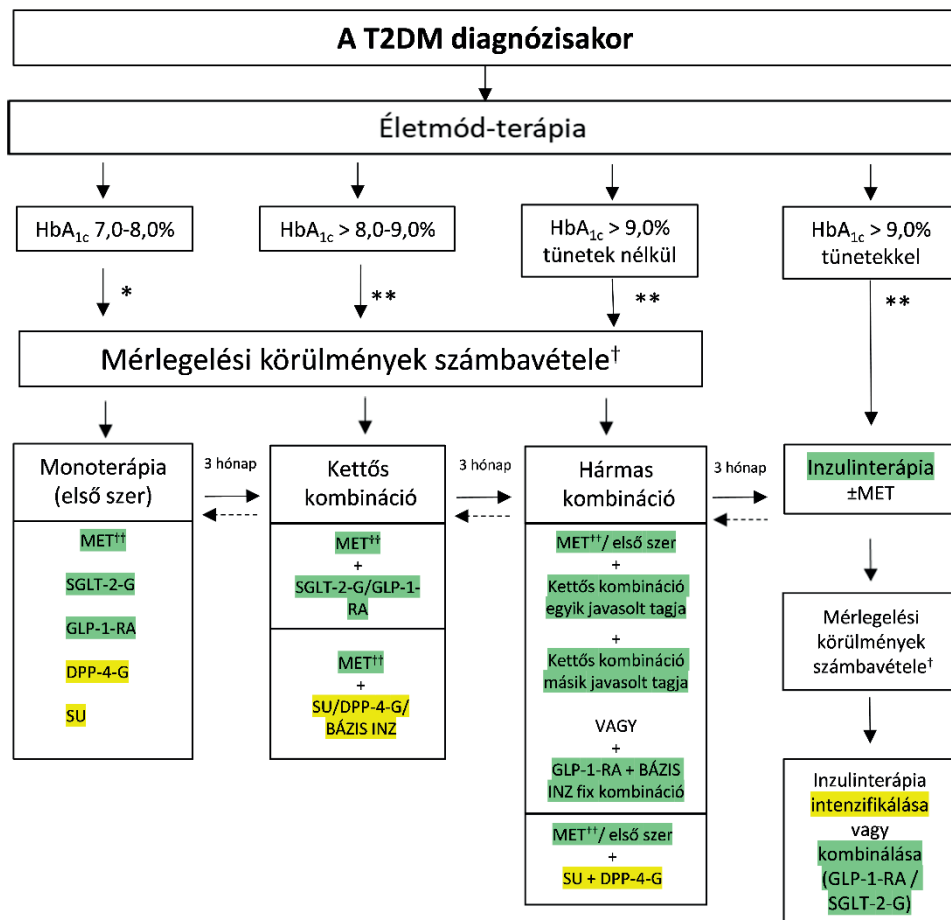 A T2DM diagnózisakor
Életmód-terápia
HbA1c 7,0-8,0%
HbA1c > 8,0-9,0%
HbA1c > 9,0%
tünetek nélkül
HbA1c > 9,0%
tünetekkel
*
**
**
**
Mérlegelési körülmények számbavétele†
Monoterápia
(első szer)
MET††
SGLT-2-G
GLP-1-RA
DPP-4-G
SU
3 hónap
Kettős
kombináció
MET††
+
SGLT-2-G/GLP-1-
RA
MET††
+
SU/DPP-4-G/
BÁZIS INZ
3 hónap
Hármas
kombináció
MET††/ első szer
+
Kettős kombináció
egyik javasolt tagja
+
Kettős kombináció
másik javasolt tagja
VAGY
+
GLP-1-RA + BÁZIS
INZ fix kombináció
MET††/ első szer
+
SU + DPP-4-G
3 hónap
Inzulinterápia
±MET
Mérlegelési
körülmények
számbavétele†
Inzulinterápia
intenzifikálása
vagy
kombinálása
(GLP-1-RA /
SGLT-2-G)